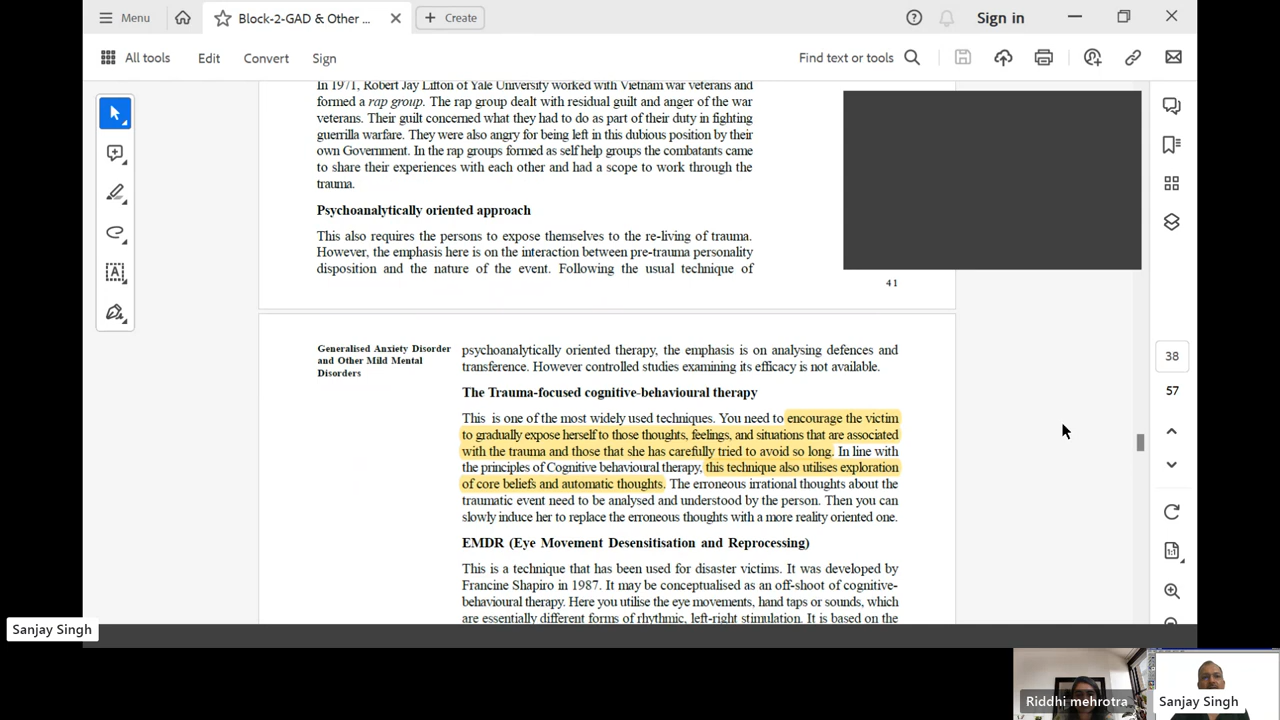 Menu
Block-2-GAD & Other ...
Create
Sign in
All tools
Edit
Convert
Sign
Find text or tools
In 1971, Robert Jay Lifton of Yale University worked with Vietnam war veterans and
formed a rap group. The rap group dealt with residual guilt and anger of the war
veterans. Their guilt concerned what they had to do as part of their duty in fighting
guerrilla warfare. They were also angry for being left in this dubious position by their
own Government. In the rap groups formed as self help groups the combatants came
to share their experiences with each other and had a scope to work through the
trauma.
Psychoanalytically oriented approach
This also requires the persons to expose themselves to the re-living of trauma.
However, the emphasis here is on the interaction between pre-trauma personality
disposition and the nature of the event. Following the usual technique of
41
Generalised Anxiety Disorder
and Other Mild Mental
Disorders
psychoanalytically oriented therapy, the emphasis is on analysing defences and
transference. However controlled studies examining its efficacy is not available.
The Trauma-focused cognitive-behavioural therapy
This is one of the most widely used techniques. You need to encourage the victim
to gradually expose herself to those thoughts, feelings, and situations that are associated
with the trauma and those that she has carefully tried to avoid so long. In line with
the principles of Cognitive behavioural therapy, this technique also utilises exploration
of core beliefs and automatic thoughts. The erroneous irrational thoughts about the
traumatic event need to be analysed and understood by the person. Then you can
slowly induce her to replace the erroneous thoughts with a more reality oriented one.
EMDR (Eye Movement Desensitisation and Reprocessing)
This is a technique that has been used for disaster victims. It was developed by
Francine Shapiro in 1987. It may be conceptualised as an off-shoot of cognitive-
behavioural therapy. Here you utilise the eye movements, hand taps or sounds, which
are essentially different forms of rhythmic, left-right stimulation. It is based on the
38
57
1:1
Sanjay Singh
Riddhi mehrotra
Sanjay Singh